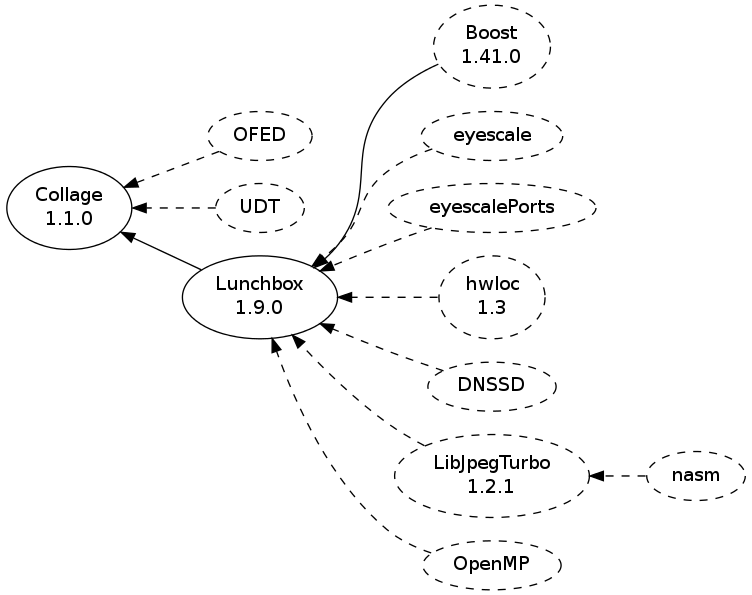 Boost
1.41.0
OFED
eyescale
Collage
1.1.0
UDT
eyescalePorts
Lunchbox
1.9.0
hwloc
1.3
DNSSD
LibJpegTurbo
1.2.1
nasm
OpenMP